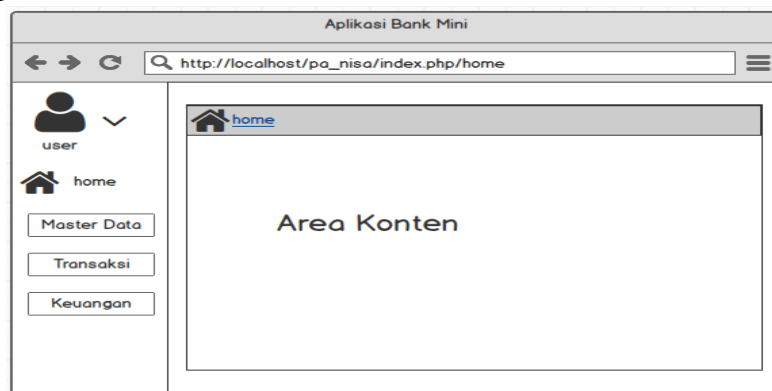 Aplikasi Bank Mini
http://localhost/pa_nisa/index.php/home
user
home
Master Data
Transaksi
Keuangan
home
Area Konten